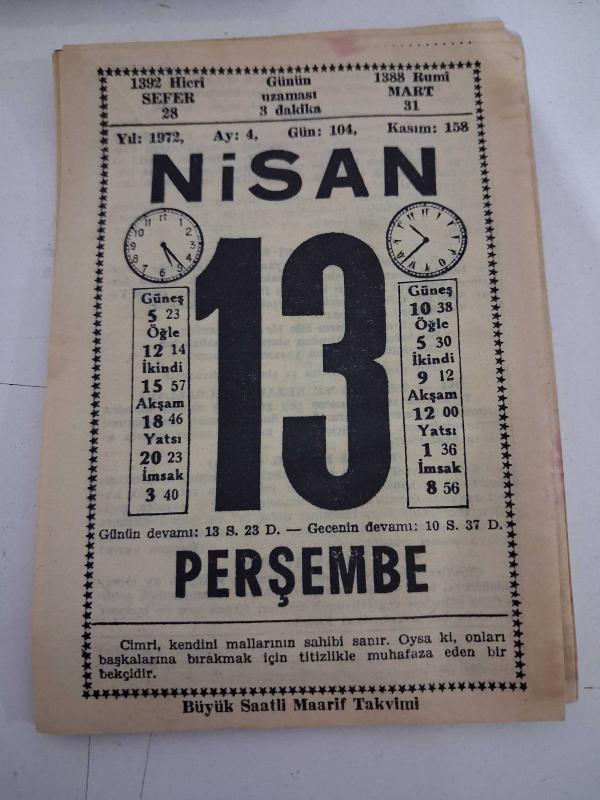 1392 Hicrî
SEFER
28
Günün
uzaması
3 dakika
1388 Rumî
MART
31
Yıl: 1972, Ay: 4, Gün: 104, Kasım: 158
NİSAN
13
Güneş
5 23
Öğle
12 14
İkindi
15 57
Akşam
18 46
Yatsı
20 23
İmsak
3 40
Güneş
10 38
Öğle
5 30
İkindi
9 12
Akşam
12 00
Yatsı
1 36
İmsak
8 56
Günün devamı: 13 S. 23 D. — Gecenin devamı: 10 S. 37 D.
PERŞEMBE
Cimri, kendini mallarının sahibi sanır. Oysa ki, onları
başkalarına bırakmak için titizlikle muhafaza eden bir
bekçidir.
Büyük Saatli Maarif Takvimi